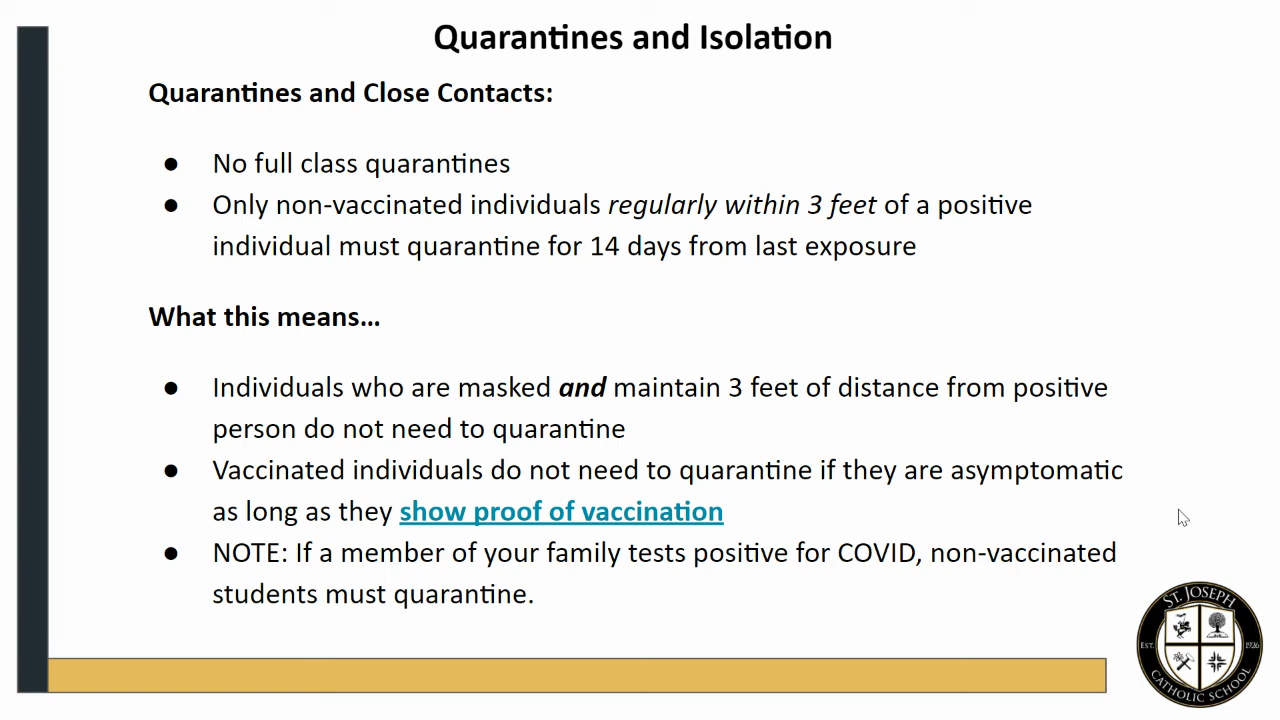 Quarantines and Isolation
Quarantines and Close Contacts:
● No full class quarantines
● Only non-vaccinated individuals regularly within 3 feet of a positive
individual must quarantine for 14 days from last exposure
What this means...
● Individuals who are masked and maintain 3 feet of distance from positive
person do not need to quarantine
● Vaccinated individuals do not need to quarantine if they are asymptomatic
as long as they show proof of vaccination
● NOTE: If a member of your family tests positive for COVID, non-vaccinated
students must quarantine.
ST. JOSEPH
EST. 1926
CATHOLIC SCHOOL